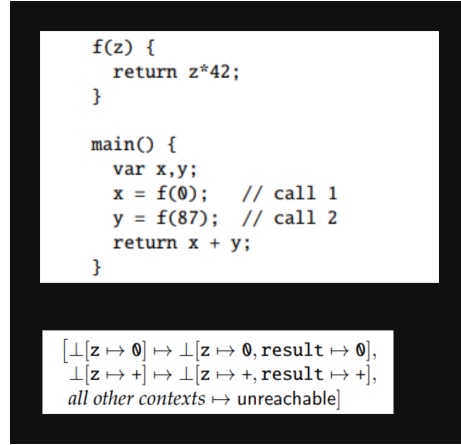 f(z) {
  return z*42;
}
main() {
  var x,y;
  x = f(0);   // call 1
  y = f(87);  // call 2
  return x + y;
}
[⊥[z ↦ 0] ↦ ⊥[z ↦ 0, result ↦ 0],
⊥[z ↦ +] ↦ ⊥[z ↦ +, result ↦ +],
all other contexts ↦ unreachable]